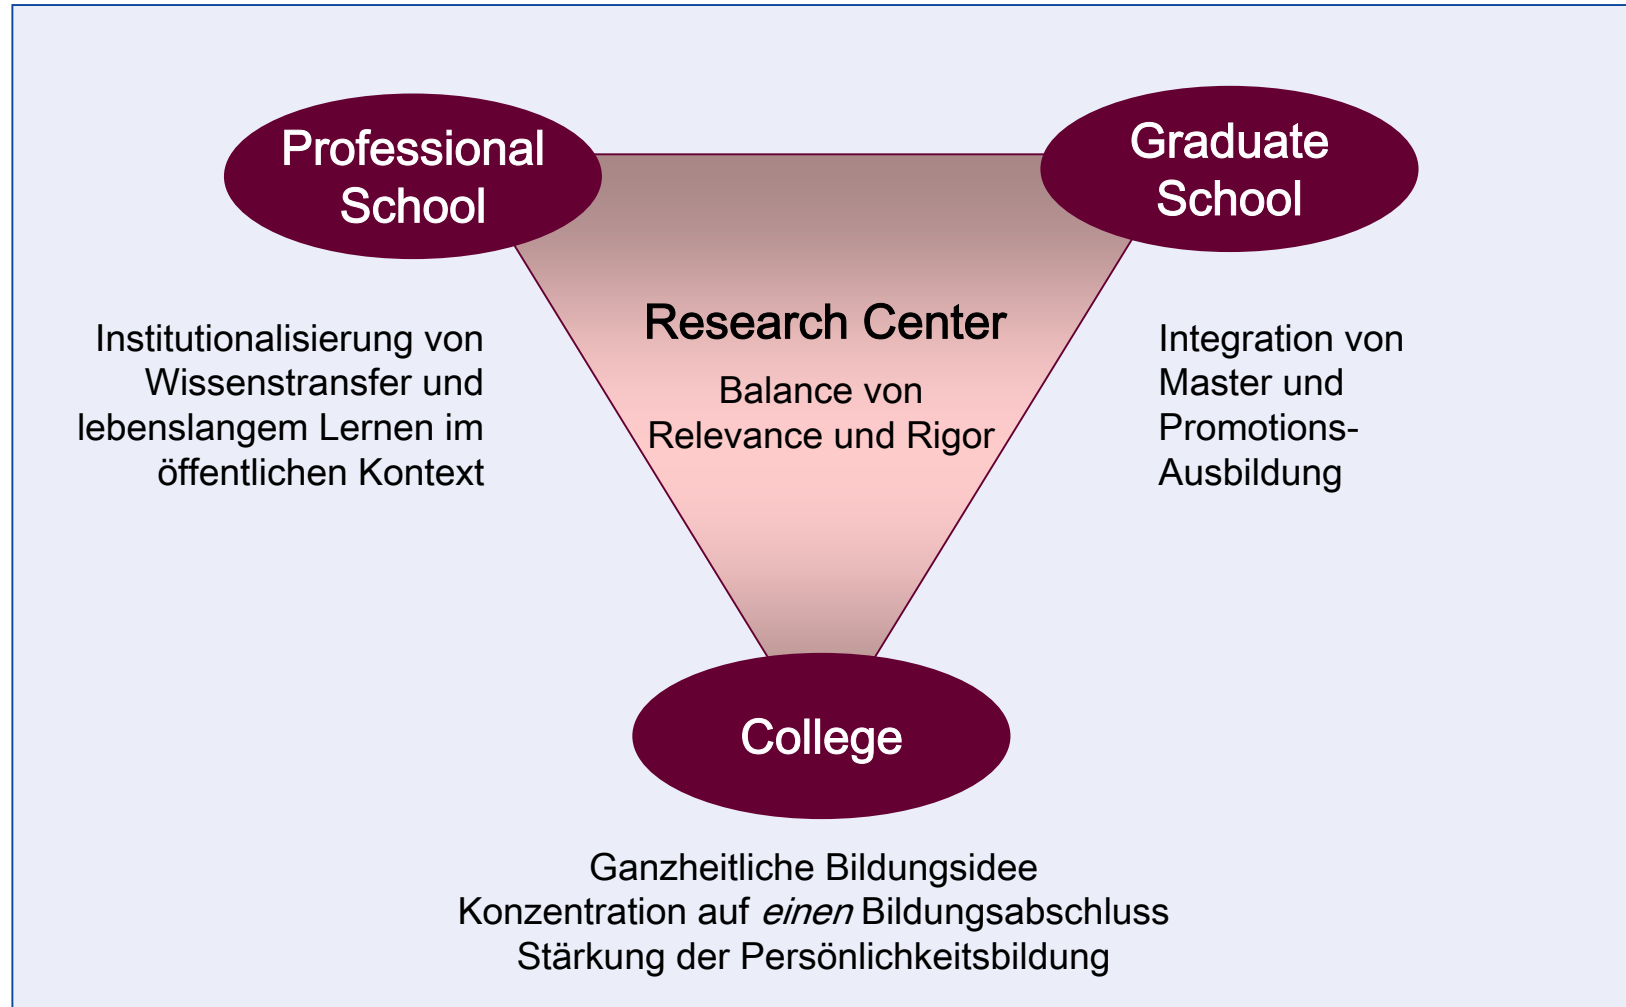 Professional
School
Graduate
School
Research Center
Balance von
Relevance und Rigor
Institutionalisierung von
Wissenstransfer und
lebenslangem Lernen im
öffentlichen Kontext
Integration von
Master und
Promotions-
Ausbildung
College
Ganzheitliche Bildungsidee
Konzentration auf einen Bildungsabschluss
Stärkung der Persönlichkeitsbildung